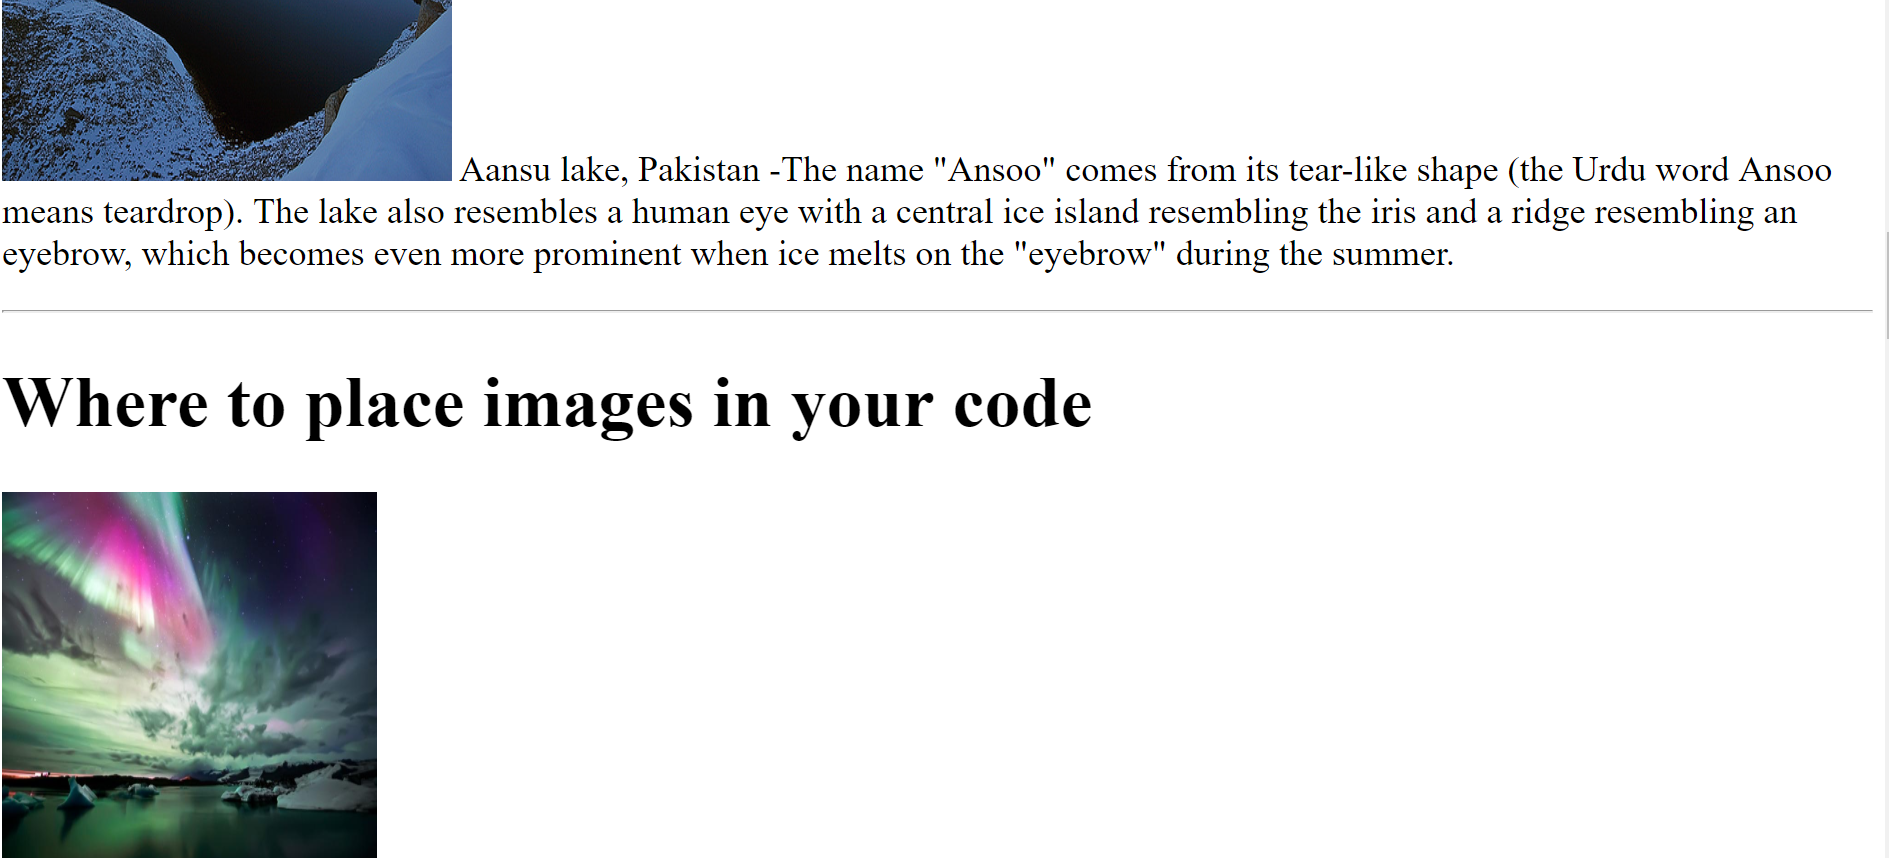 Aansu lake, Pakistan -The name "Ansoo" comes from its tear-like shape (the Urdu word Ansoo
means teardrop). The lake also resembles a human eye with a central ice island resembling the iris and a ridge resembling an
eyebrow, which becomes even more prominent when ice melts on the "eyebrow" during the summer.
Where to place images in your code